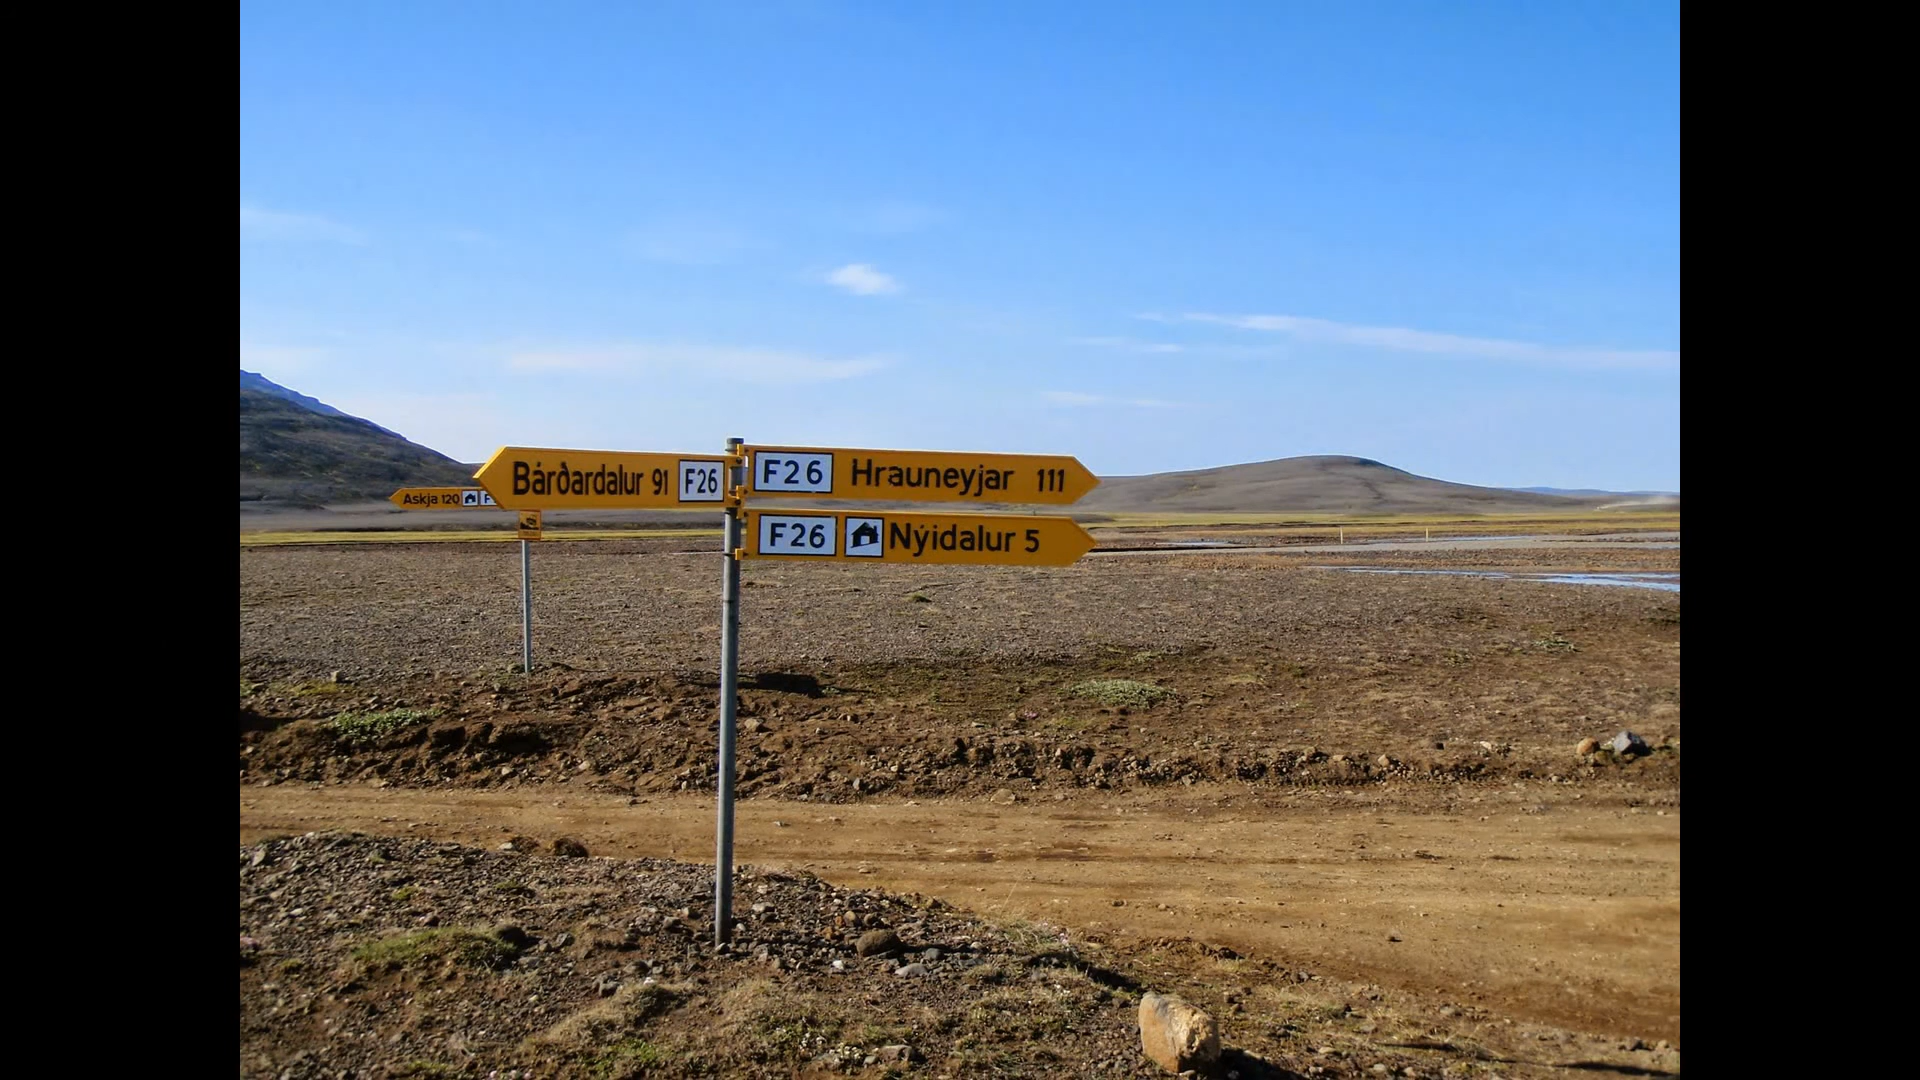 Bárðardalur 91 F26
F26 Hrauneyjar 111
Askja 120
F26 Nýidalur 5